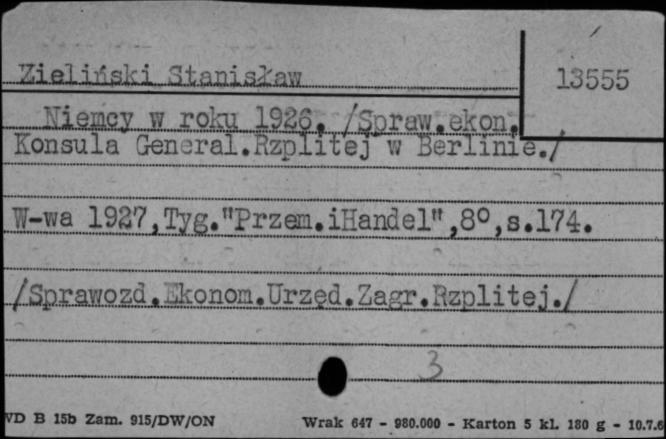 Zieliński Stanisław
13555
Niemcy w roku 1926. /Spraw.ekon.
Konsula General.Rzplitej w Berlinie./
W-wa 1927,Tyg."Przem.iHandel",8°,s.174.
/Sprawozd.Ekonom.Urzęd.Zagr.Rzplitej./
3
VD B 15b Zam. 915/DW/ON
Wrak 647 - 980.000 - Karton 5 kl. 180 g - 10.7.6